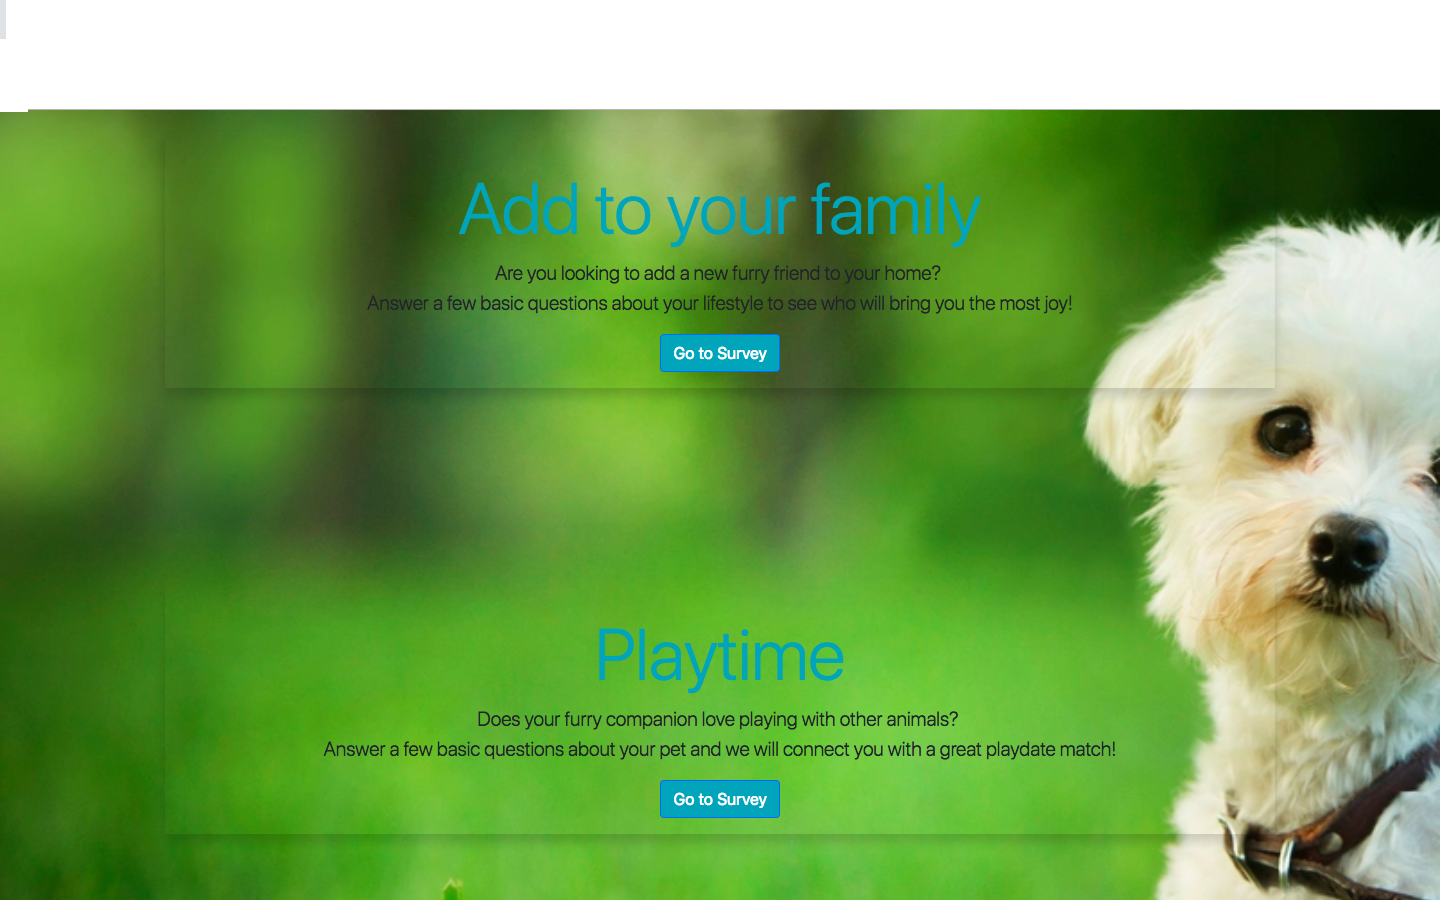 Add to your family
Are you looking to add a new furry friend to your home?
Answer a few basic questions about your lifestyle to see who will bring you the most joy!
Go to Survey
Playtime
Does your furry companion love playing with other animals?
Answer a few basic questions about your pet and we will connect you with a great playdate match!
Go to Survey